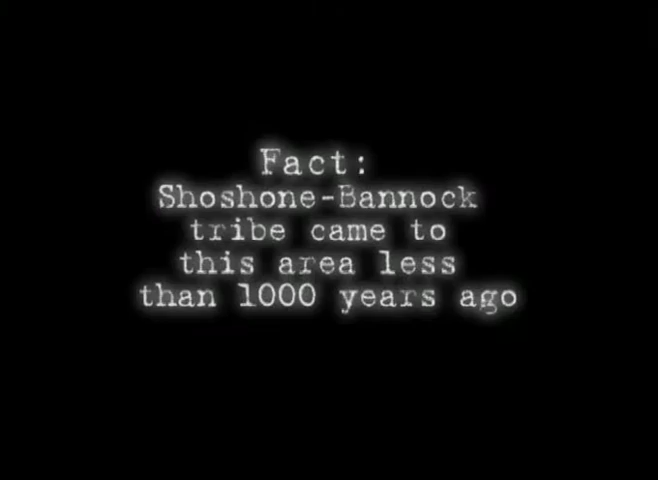 Fact:
Shoshone-Bannock
tribe came to
this area less
than 1000 years ago